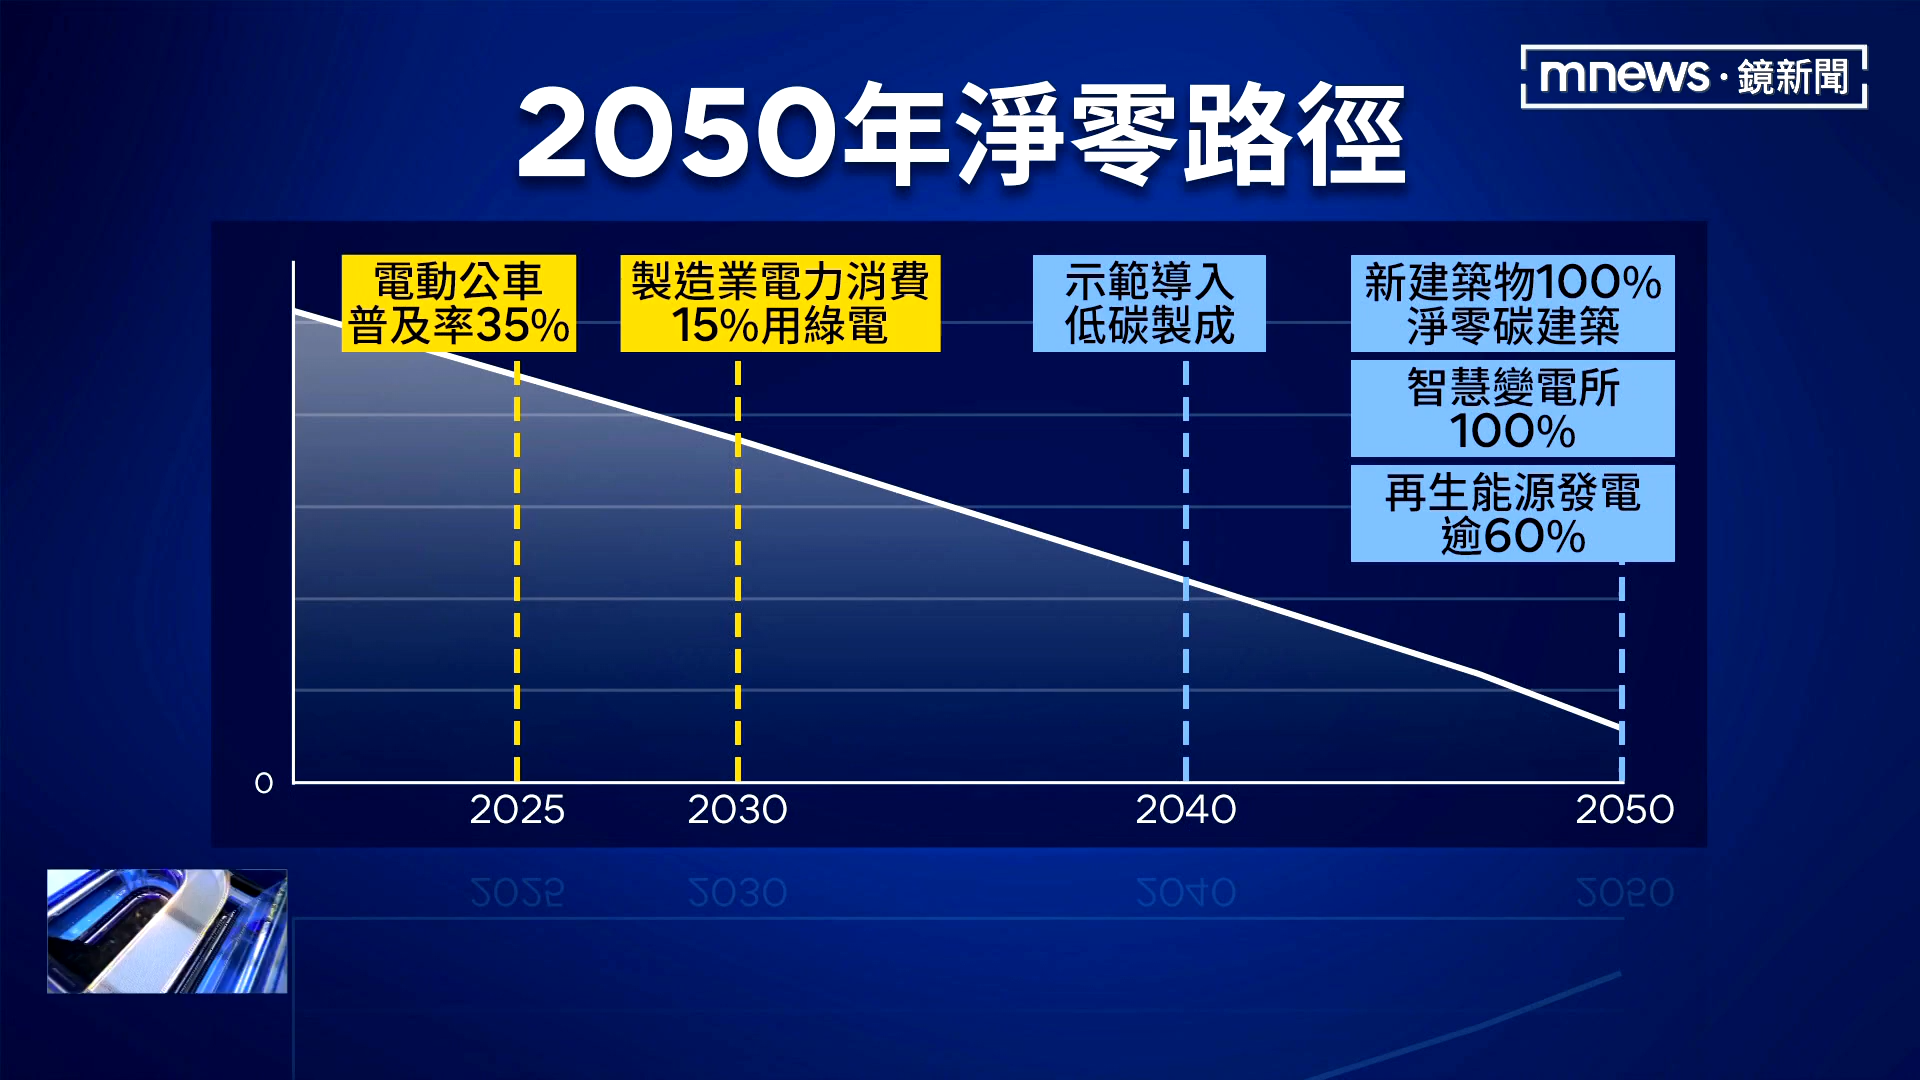 mnews·鏡新聞
2050年淨零路徑
電動公車
普及率35%
製造業電力消費
15%用綠電
示範導入
低碳製成
新建築物100%
淨零碳建築
智慧變電所
100%
再生能源發電
逾60%
0
2025
2030
2040
2050